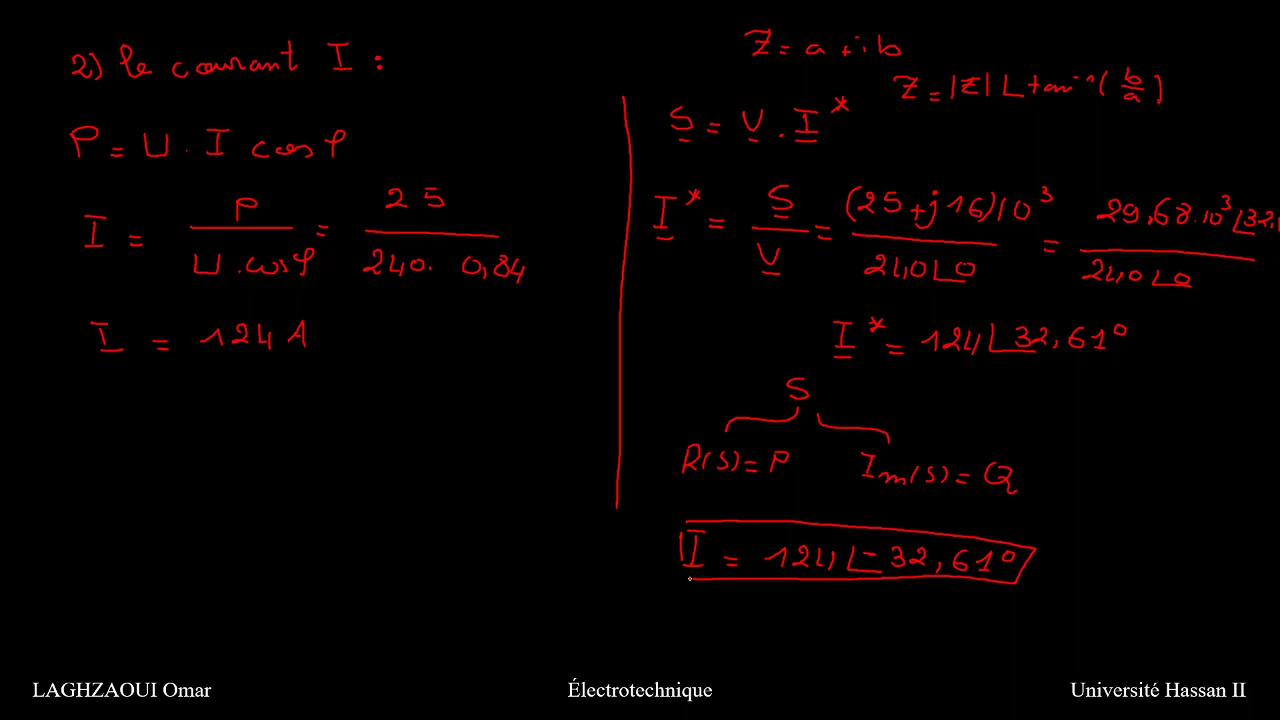 2) le courant I :
P = U . I cos φ
I = P / U . cos φ = 25 / 240 . 0,84
I = 124 A
Z = a + ib
Z = |Z| ∠ tan⁻¹ ( b/a )
S = V . I*
I* = S / V = (25 + j16) 10³ / 240 ∠0 = 29,68 . 10³ ∠32, / 240 ∠0
I* = 124 ∠32,61°
S
R(S) = P Im(S) = Q
I = 124 ∠-32,61°
LAGHZAOUI Omar Électrotechnique Université Hassan II